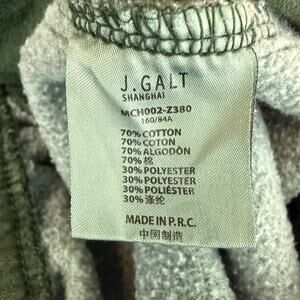 J.GALT
SHANGHAI
MCH002-Z380
160/84A
70% COTTON
70% COTON
70% ALGODÓN
70% 棉
30% POLYESTER
30% POLYESTER
30% POLIÉSTER
30% 涤纶
MADE IN P.R.C.
中国制造